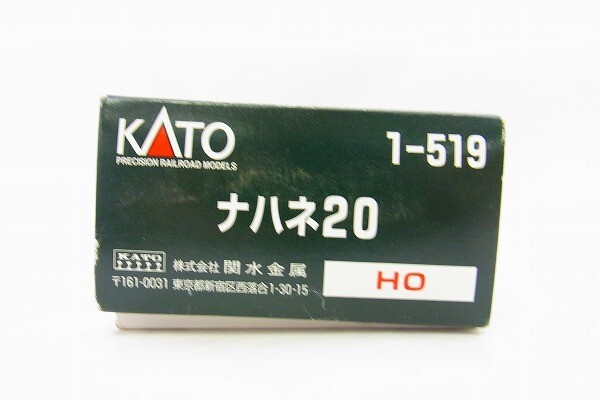 KATO
PRECISION RAILROAD MODELS
1-519
ナハネ20
KATO
株式会社 関水金属
〒161-0031 東京都新宿区西落合1-30-15
HO